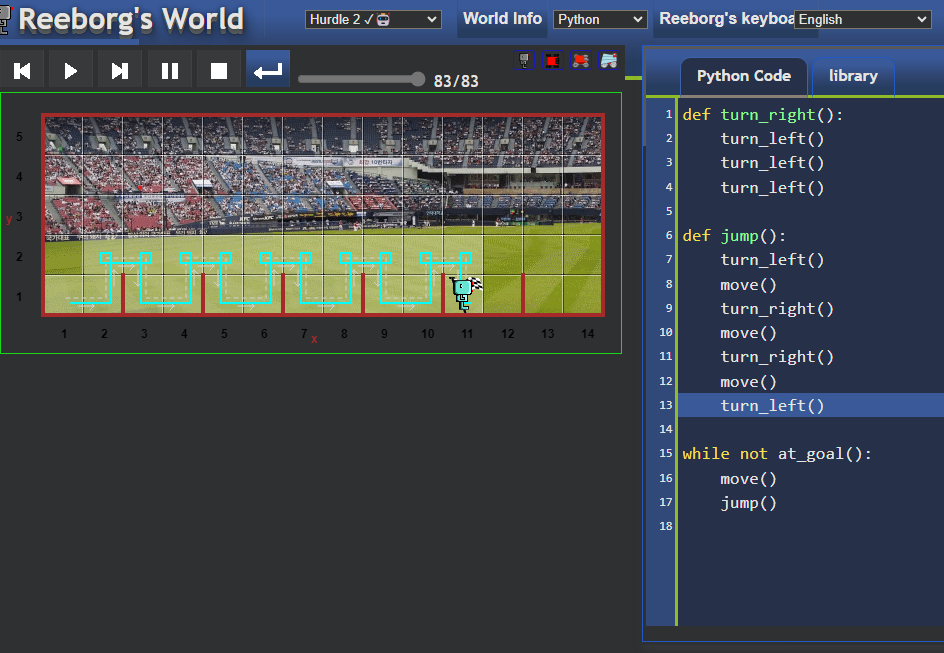 Reeborg's World
Hurdle 2 ✓ 🤖
World Info
Python
Reeborg's keyboa
English
83/83
Python Code
library
5
4
y 3
2
1
1 2 3 4 5 6 7 8 9 10 11 12 13 14
x
1 def turn_right():
2 turn_left()
3 turn_left()
4 turn_left()
5
6 def jump():
7 turn_left()
8 move()
9 turn_right()
10 move()
11 turn_right()
12 move()
13 turn_left()
14
15 while not at_goal():
16 move()
17 jump()
18